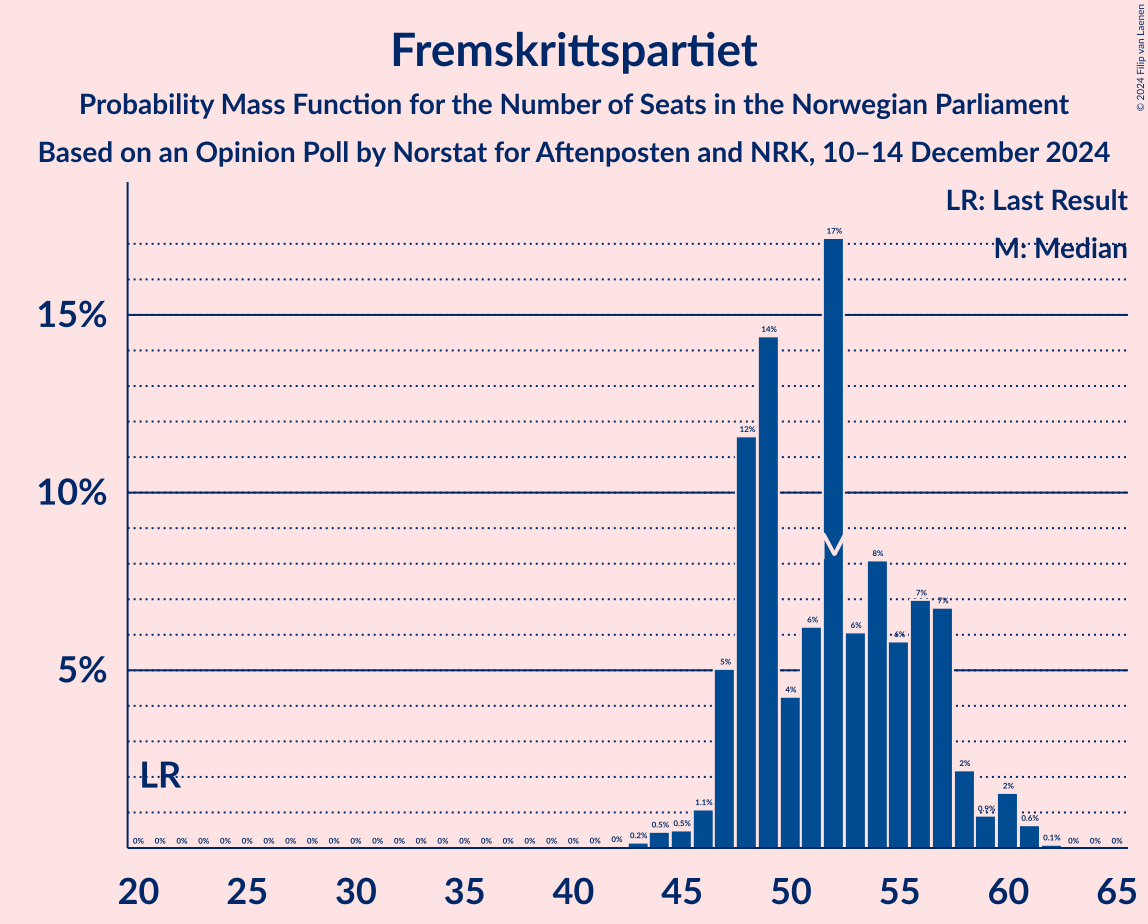 Fremskrittspartiet
Probability Mass Function for the Number of Seats in the Norwegian Parliament
Based on an Opinion Poll by Norstat for Aftenposten and NRK, 10–14 December 2024
© 2024 Filip van Laenen
LR: Last Result
M: Median
15%
10%
5%
LR
M
0% 0% 0% 0% 0% 0% 0% 0% 0% 0% 0% 0% 0% 0% 0% 0% 0% 0% 0% 0% 0% 0% 0% 0.2% 0.5% 0.5% 1.1% 5% 12% 14% 4% 6% 17% 6% 8% 6% 7% 7% 2% 0.9% 2% 0.6% 0.1% 0% 0% 0%
20 25 30 35 40 45 50 55 60 65